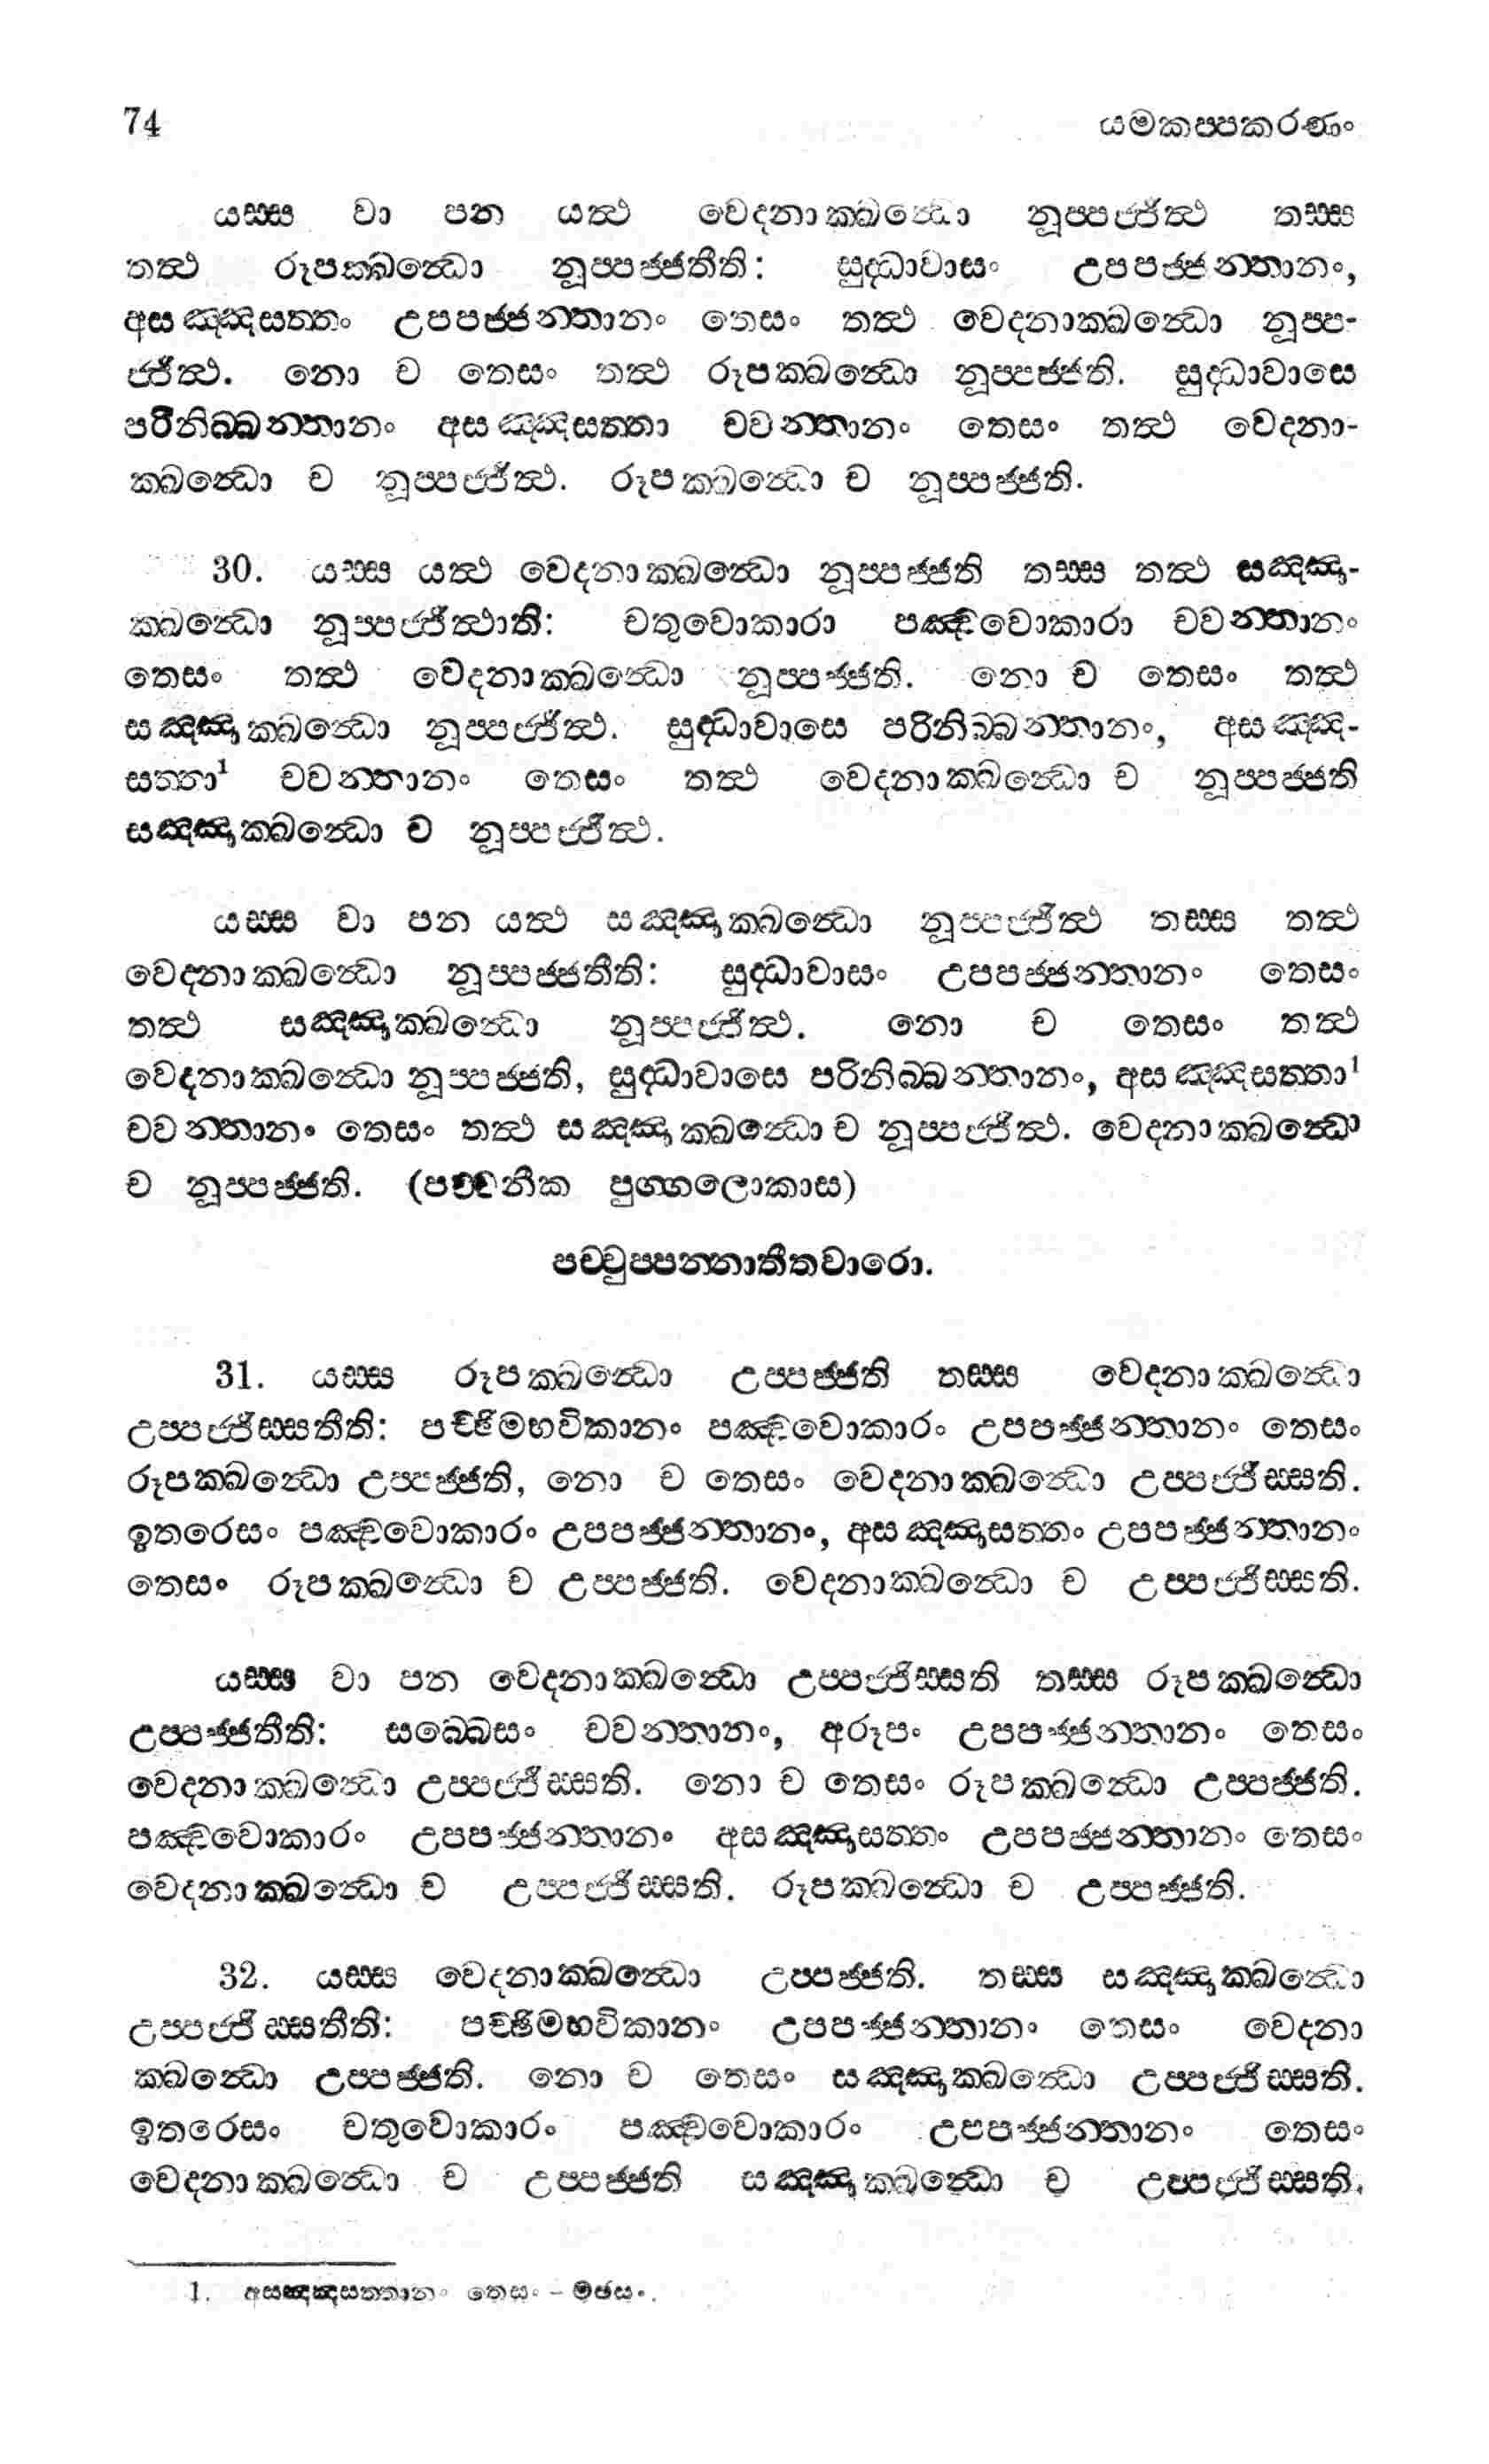 74 යමකප්පකරණං
යස්ස වා පන යත්ථ වෙදනාක්ඛන්ධො නූප්පජ්ජිත්ථ තස්ස
තත්ථ රූපක්ඛන්ධො නූප්පජ්ජතීති: සුද්ධාවාසං උපපජ්ජන්තානං,
අසඤ්ඤසත්තං උපපජ්ජන්තානං තෙසං තත්ථ වෙදනාක්ඛන්ධො නූප්ප-
ජ්ජිත්ථ. නො ච තෙසං තත්ථ රූපක්ඛන්ධො නූප්පජ්ජති. සුද්ධාවාසෙ
පරිනිබ්බන්තානං අසඤ්ඤසත්තා චවන්තානං තෙසං තත්ථ වෙදනා-
ක්ඛන්ධො ච නූප්පජ්ජිත්ථ. රූපක්ඛන්ධො ච නූප්පජ්ජති.
30. යස්ස යත්ථ වෙදනාක්ඛන්ධො නූප්පජ්ජති තස්ස තත්ථ සඤ්ඤා-
ක්ඛන්ධො නූප්පජ්ජිත්ථාති: චතුවොකාරා පඤ්චවොකාරා චවන්තානං
තෙසං තත්ථ වෙදනාක්ඛන්ධො නූප්පජ්ජති. නො ච තෙසං තත්ථ
සඤ්ඤාක්ඛන්ධො නූප්පජ්ජිත්ථ. සුද්ධාවාසෙ පරිනිබ්බන්තානං, අසඤ්ඤ-
සත්තා¹ චවන්තානං තෙසං තත්ථ වෙදනාක්ඛන්ධො ච නූප්පජ්ජති
සඤ්ඤාක්ඛන්ධො ච නූප්පජ්ජිත්ථ.
යස්ස වා පන යත්ථ සඤ්ඤාක්ඛන්ධො නූප්පජ්ජිත්ථ තස්ස තත්ථ
වෙදනාක්ඛන්ධො නූප්පජ්ජතීති: සුද්ධාවාසං උපපජ්ජන්තානං තෙසං
තත්ථ සඤ්ඤාක්ඛන්ධො නූප්පජ්ජිත්ථ. නො ච තෙසං තත්ථ
වෙදනාක්ඛන්ධො නූප්පජ්ජති, සුද්ධාවාසෙ පරිනිබ්බන්තානං, අසඤ්ඤසත්තා¹
චවන්තානං තෙසං තත්ථ සඤ්ඤාක්ඛන්ධො ච නූප්පජ්ජිත්ථ. වෙදනාක්ඛන්ධො
ච නූප්පජ්ජති. (පච්චනීක පුග්ගලොකාස)
පච්චුප්පන්නාතීතවාරො.
31. යස්ස රූපක්ඛන්ධො උප්පජ්ජති තස්ස වෙදනාක්ඛන්ධො
උප්පජ්ජිස්සතීති: පච්ඡිමභවිකානං පඤ්චවොකාරං උපපජ්ජන්තානං තෙසං
රූපක්ඛන්ධො උප්පජ්ජති, නො ච තෙසං වෙදනාක්ඛන්ධො උප්පජ්ජිස්සති.
ඉතරෙසං පඤ්චවොකාරං උපපජ්ජන්තානං, අසඤ්ඤාසත්තං උපපජ්ජන්තානං
තෙසං රූපක්ඛන්ධො ච උප්පජ්ජති. වෙදනාක්ඛන්ධො ච උප්පජ්ජිස්සති.
යස්ස වා පන වෙදනාක්ඛන්ධො උප්පජ්ජිස්සති තස්ස රූපක්ඛන්ධො
උප්පජ්ජතීති: සබ්බෙසං චවන්තානං, අරූපං උපපජ්ජන්තානං තෙසං
වෙදනාක්ඛන්ධො උප්පජ්ජිස්සති. නො ච තෙසං රූපක්ඛන්ධො උප්පජ්ජති.
පඤ්චවොකාරං උපපජ්ජන්තානං අසඤ්ඤාසත්තං උපපජ්ජන්තානං තෙසං
වෙදනාක්ඛන්ධො ච උප්පජ්ජිස්සති. රූපක්ඛන්ධො ච උප්පජ්ජති.
32. යස්ස වෙදනාක්ඛන්ධො උප්පජ්ජති. තස්ස සඤ්ඤාක්ඛන්ධො
උප්පජ්ජිස්සතීති: පච්ඡිමභවිකානං උපපජ්ජන්තානං තෙසං වෙදනා
ක්ඛන්ධො උප්පජ්ජති. නො ච තෙසං සඤ්ඤාක්ඛන්ධො උප්පජ්ජිස්සති.
ඉතරෙසං චතුවොකාරං පඤ්චවොකාරං උපපජ්ජන්තානං තෙසං
වෙදනාක්ඛන්ධො ච උප්පජ්ජති සඤ්ඤාක්ඛන්ධො ච උප්පජ්ජිස්සති.
1. අසඤ්ඤසත්තානං තෙසං - මඡසං.